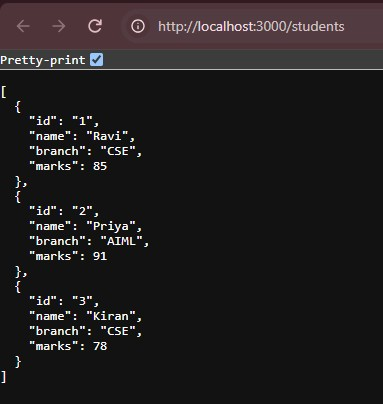 http://localhost:3000/students
Pretty-print
[
  {
    "id": "1",
    "name": "Ravi",
    "branch": "CSE",
    "marks": 85
  },
  {
    "id": "2",
    "name": "Priya",
    "branch": "AIML",
    "marks": 91
  },
  {
    "id": "3",
    "name": "Kiran",
    "branch": "CSE",
    "marks": 78
  }
]